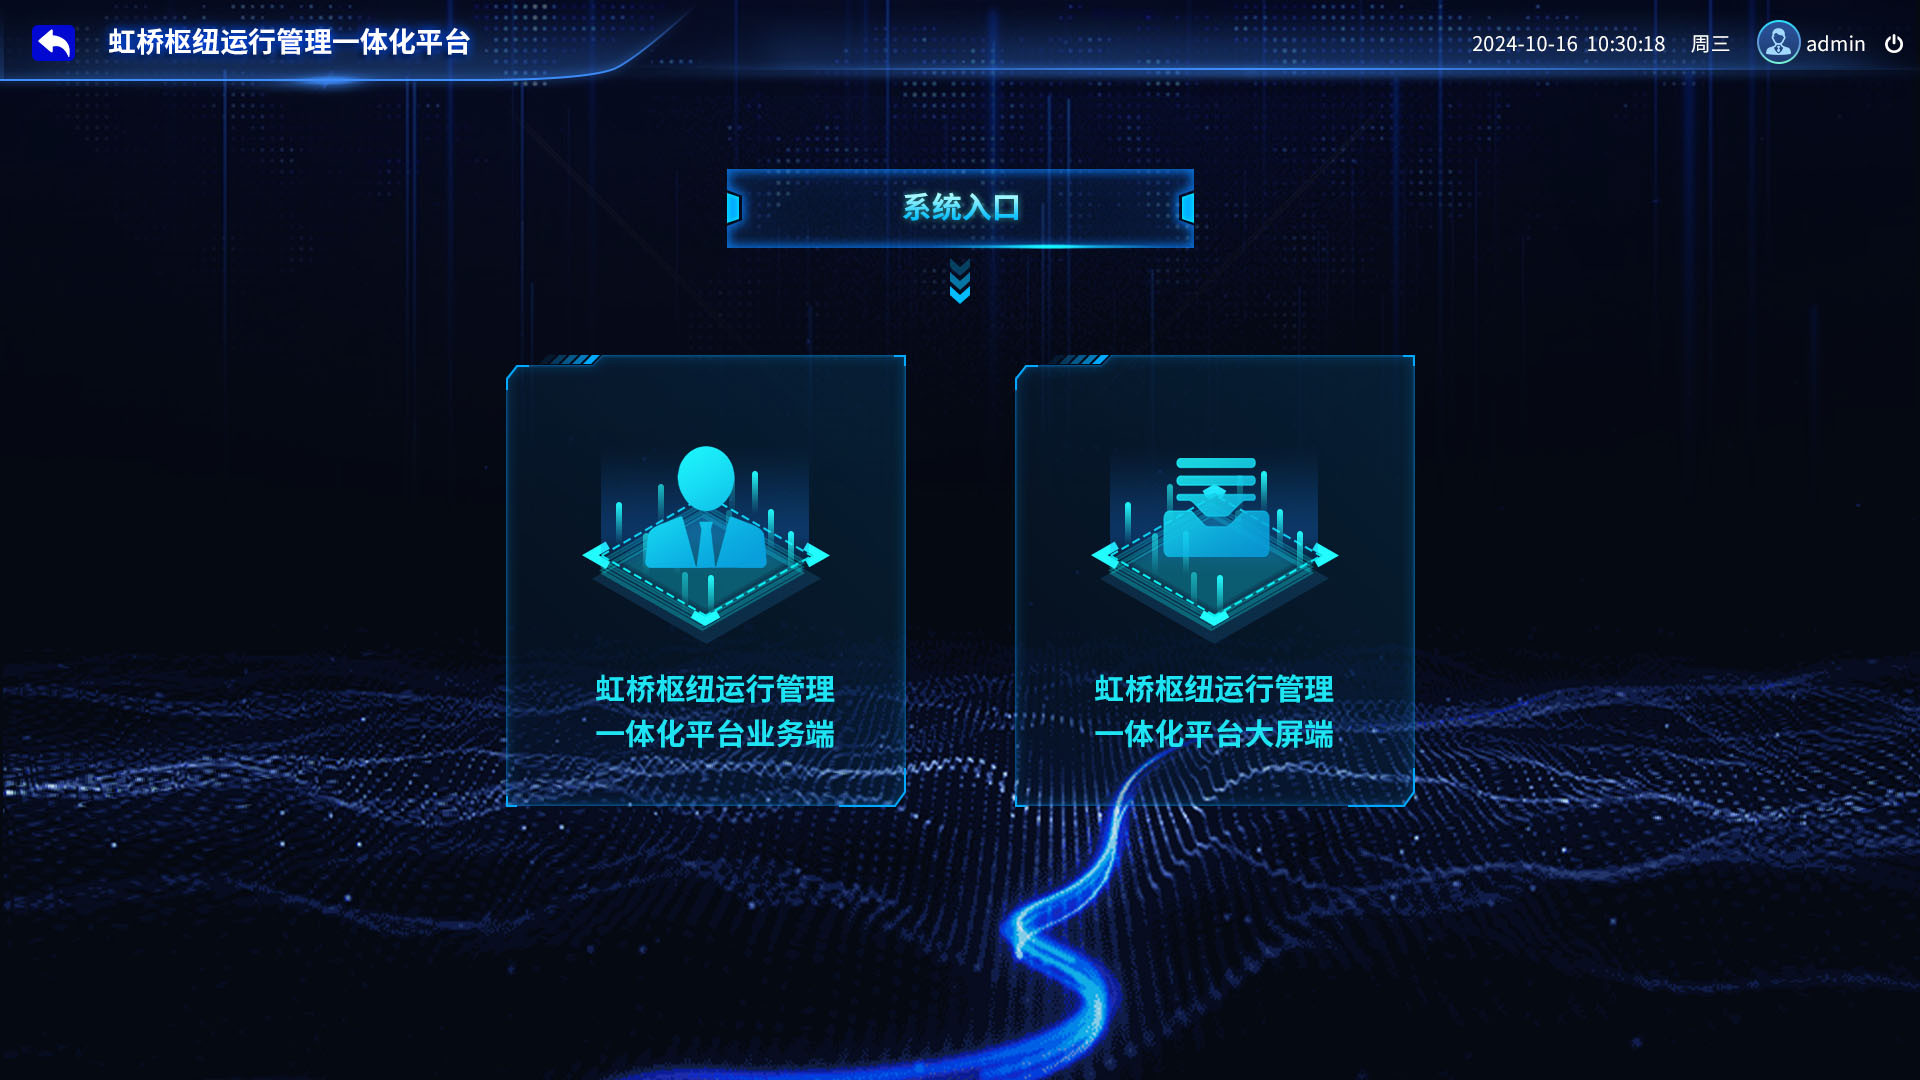 虹桥枢纽运行管理一体化平台
2024-10-16 10:30:18 周三 admin
系统入口
虹桥枢纽运行管理
一体化平台业务端
虹桥枢纽运行管理
一体化平台大屏端